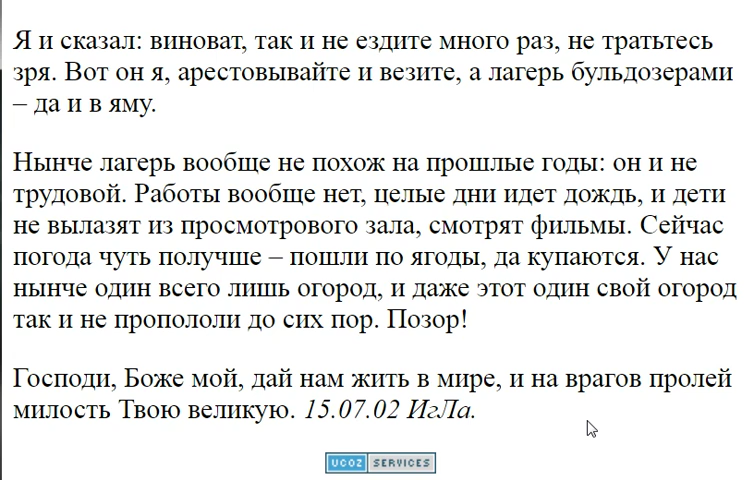 Я и сказал: виноват, так и не ездите много раз, не тратьтесь
зря. Вот он я, арестовывайте и везите, а лагерь бульдозерами
– да и в яму.
Нынче лагерь вообще не похож на прошлые годы: он и не
трудовой. Работы вообще нет, целые дни идет дождь, и дети
не вылазят из просмотрового зала, смотрят фильмы. Сейчас
погода чуть получше – пошли по ягоды, да купаются. У нас
нынче один всего лишь огород, и даже этот один свой огород
так и не пропололи до сих пор. Позор!
Господи, Боже мой, дай нам жить в мире, и на врагов пролей
милость Твою великую. 15.07.02 ИгЛа.
UCOZ SERVICES